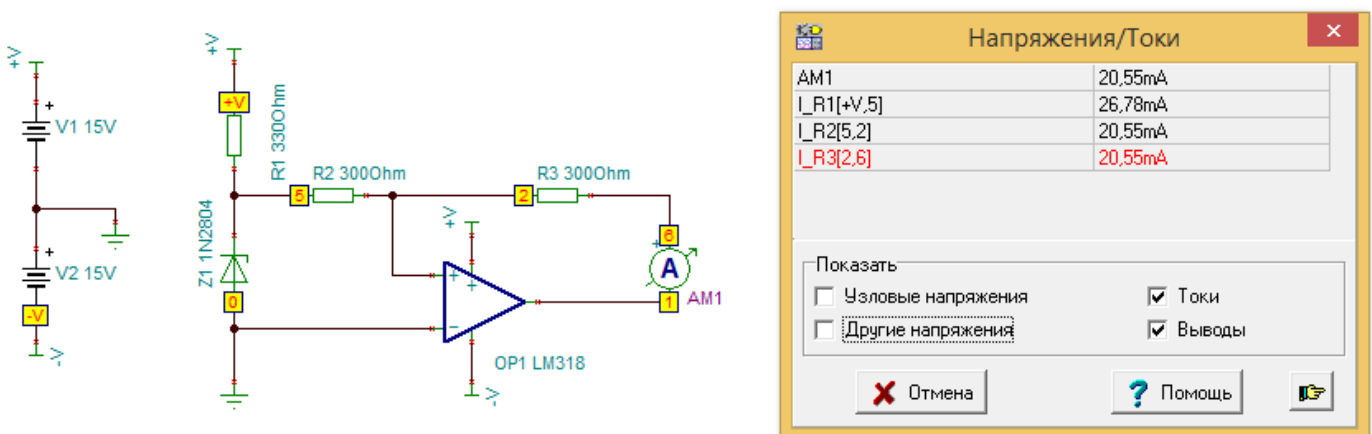 +V
V1 15V
+
V2 15V
+
-V
-V
+V
+V
R1 330Ohm
5
R2 300Ohm
2
R3 300Ohm
6
+
A
1
AM1
Z1 1N2804
0
+V
+
+
-
OP1 LM318
-V
Напряжения/Токи
×
AM1 20,55mA
I_R1[+V,5] 26,78mA
I_R2[5,2] 20,55mA
I_R3[2,6] 20,55mA
Показать
Узловые напряжения
Токи
Другие напряжения
Выводы
Отмена
? Помощь